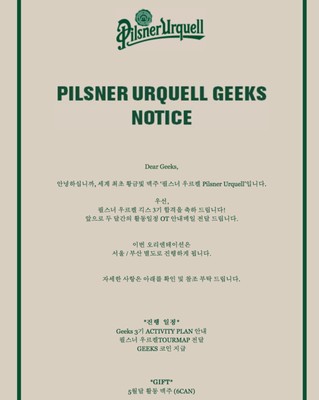 Pilsner Urquell
PILSNER URQUELL GEEKS
NOTICE
Dear Geeks,
안녕하십니까, 세계 최초 황금빛 맥주 '필스너 우르켈 Pilsner Urquell'입니다.
우선,
필스너 우르켈 긱스 3기 합격을 축하 드립니다!
앞으로 두 달간의 활동일정 OT 안내메일 전달 드립니다.
이번 오리엔테이션은
서울 / 부산 별도로 진행하게 됩니다.
자세한 사항은 아래를 확인 및 참조 부탁 드립니다.
*진행 일정*
Geeks 3기 ACTIVITY PLAN 안내
필스너 우르켈TOURMAP 전달
GEEKS 코인 지급
*GIFT*
5월달 활동 맥주 (6CAN)